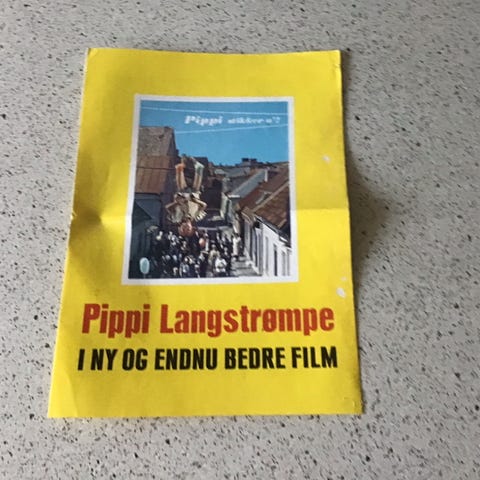 Pippi stikker a'!
Pippi Langstrømpe
I NY OG ENDNU BEDRE FILM